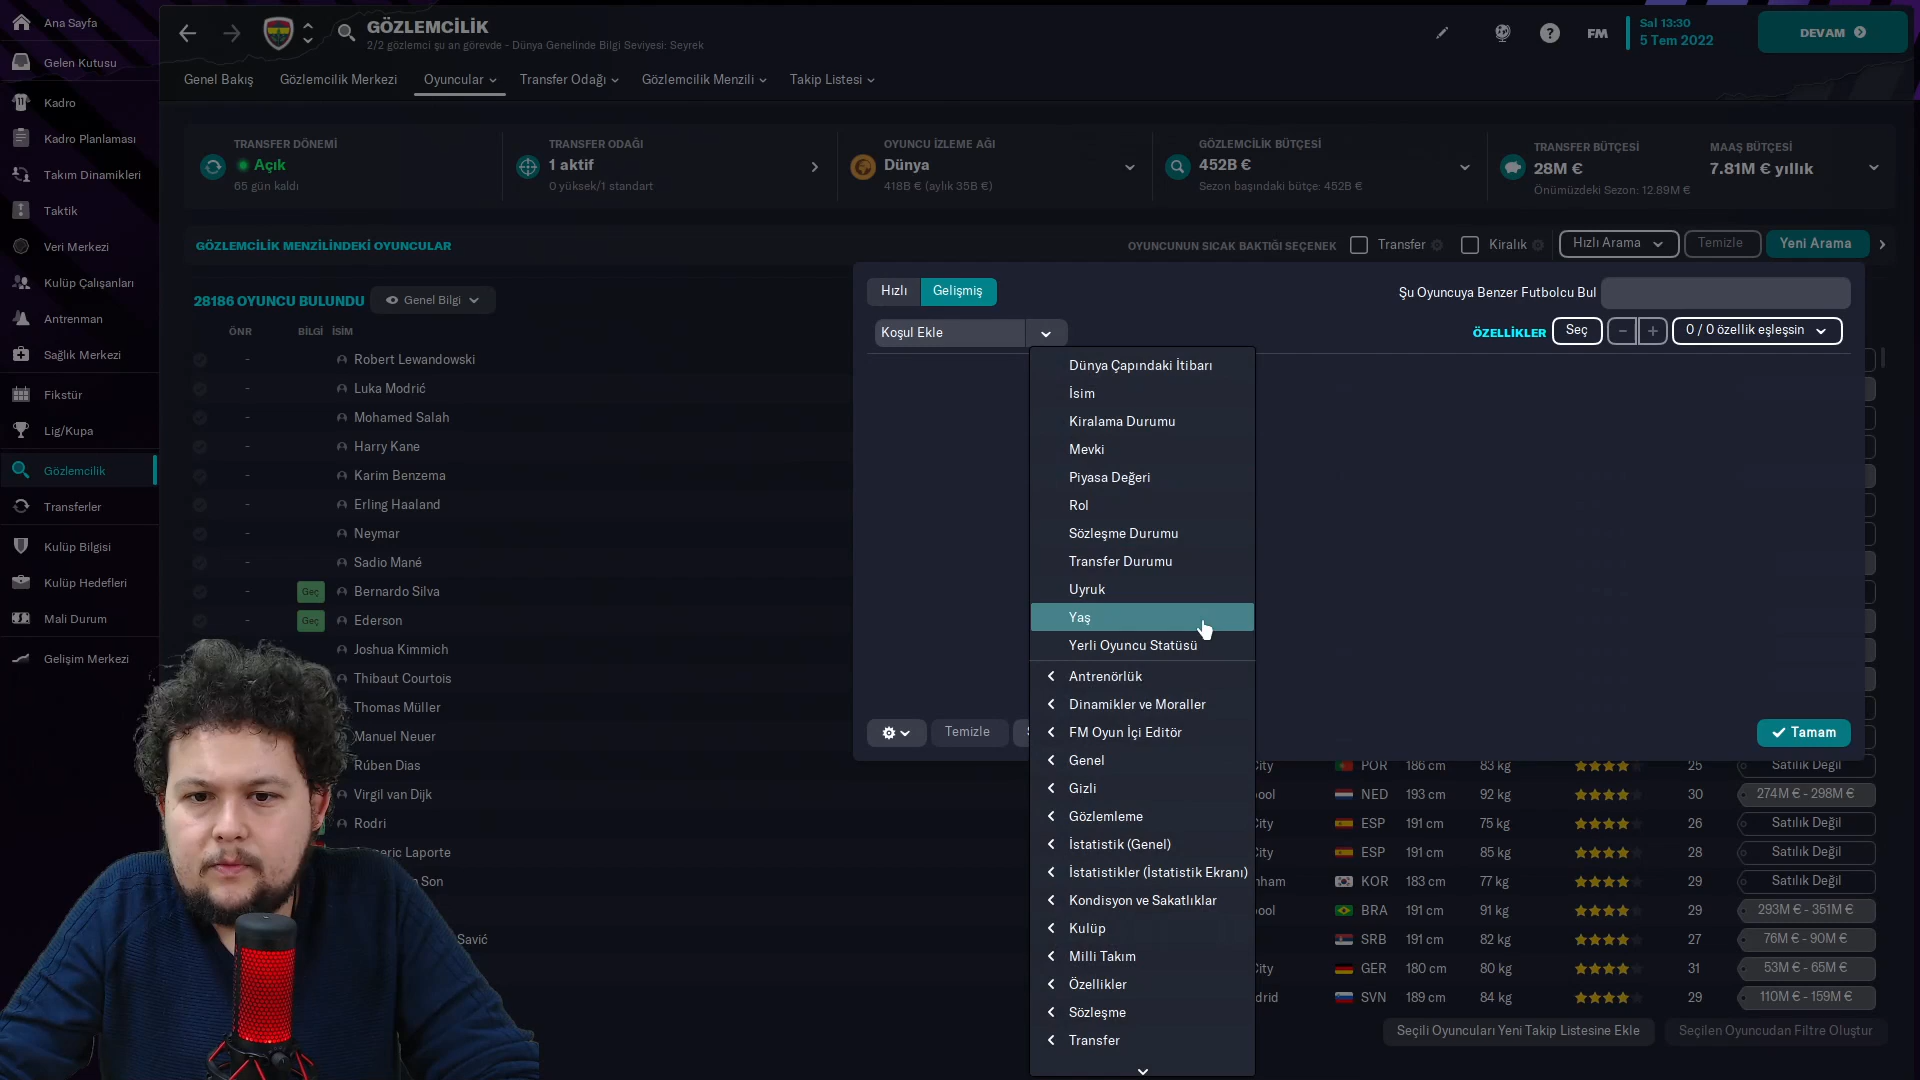 Ana Sayfa
Gelen Kutusu
Kadro
Kadro Planlaması
Takım Dinamikleri
Taktik
Veri Merkezi
Kulüp Çalışanları
Antrenman
Sağlık Merkezi
Fikstür
Lig/Kupa
Gözlemcilik
Transferler
Kulüp Bilgisi
Kulüp Hedefleri
Mali Durum
Gelişim Merkezi
GÖZLEMCİLİK
2/2 gözlemci şu an görevde - Dünya Genelinde Bilgi Seviyesi: Seyrek
FM
Sal 13:30
5 Tem 2022
DEVAM
Genel Bakış
Gözlemcilik Merkezi
Oyuncular
Transfer Odağı
Gözlemcilik Menzili
Takip Listesi
TRANSFER DÖNEMİ
Açık
65 gün kaldı
TRANSFER ODAĞI
1 aktif
0 yüksek/1 standart
OYUNCU İZLEME AĞI
Dünya
418B € (aylık 35B €)
GÖZLEMCİLİK BÜTÇESİ
452B €
Sezon başındaki bütçe: 452B €
TRANSFER BÜTÇESİ
28M €
Önümüzdeki Sezon: 12.89M €
MAAŞ BÜTÇESİ
7.81M € yıllık
GÖZLEMCİLİK MENZİLİNDEKİ OYUNCULAR
OYUNCUNUN SICAK BAKTIĞI SEÇENEK
Transfer
Kiralık
Hızlı Arama
Temizle
Yeni Arama
28186 OYUNCU BULUNDU
Genel Bilgi
ÖNR
BİLGİ
İSİM
- Robert Lewandowski
- Luka Modrić
- Mohamed Salah
- Harry Kane
- Karim Benzema
- Erling Haaland
- Neymar
- Sadio Mané
- Geç Bernardo Silva
- Geç Ederson
Joshua Kimmich
Thibaut Courtois
Thomas Müller
Manuel Neuer
Rúben Dias
Virgil van Dijk
Rodri
Laporte
Son
Savić
Hızlı
Gelişmiş
Şu Oyuncuya Benzer Futbolcu Bul
Koşul Ekle
ÖZELLİKLER
Seç
0 / 0 özellik eşleşsin
Dünya Çapındaki İtibarı
İsim
Kiralama Durumu
Mevki
Piyasa Değeri
Rol
Sözleşme Durumu
Transfer Durumu
Uyruk
Yaş
Yerli Oyuncu Statüsü
Antrenörlük
Dinamikler ve Moraller
FM Oyun İçi Editör
Genel
Gizli
Gözlemleme
İstatistik (Genel)
İstatistikler (İstatistik Ekranı)
Kondisyon ve Sakatlıklar
Kulüp
Milli Takım
Özellikler
Sözleşme
Transfer
Temizle
Tamam
POR 186 cm 83 kg 25 Satılık Değil
NED 193 cm 92 kg 30 274M € - 298M €
ESP 191 cm 75 kg 26 Satılık Değil
ESP 191 cm 85 kg 28 Satılık Değil
KOR 183 cm 77 kg 29 Satılık Değil
BRA 191 cm 91 kg 29 293M € - 351M €
SRB 191 cm 82 kg 27 76M € - 90M €
GER 180 cm 80 kg 31 53M € - 65M €
SVN 189 cm 84 kg 29 110M € - 159M €
Seçili Oyuncuları Yeni Takip Listesine Ekle
Seçilen Oyuncudan Filtre Oluştur